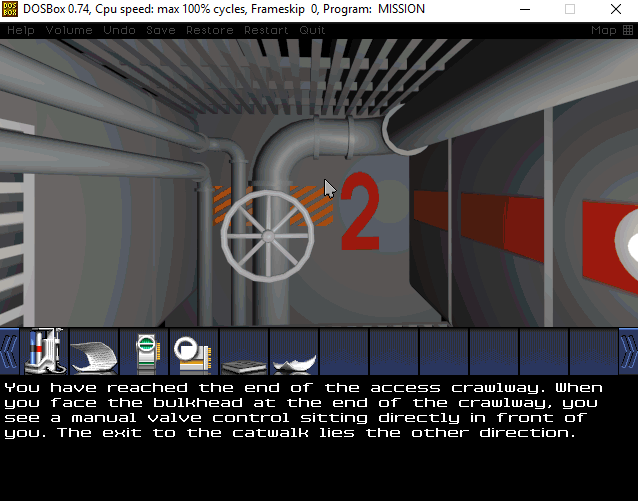 DOSBox 0.74, Cpu speed: max 100% cycles, Frameskip 0, Program: MISSION
Help Volume Undo Save Restore Restart Quit Map
2
You have reached the end of the access crawlway. When
you face the bulkhead at the end of the crawlway, you
see a manual valve control sitting directly in front of
you. The exit to the catwalk lies the other direction.